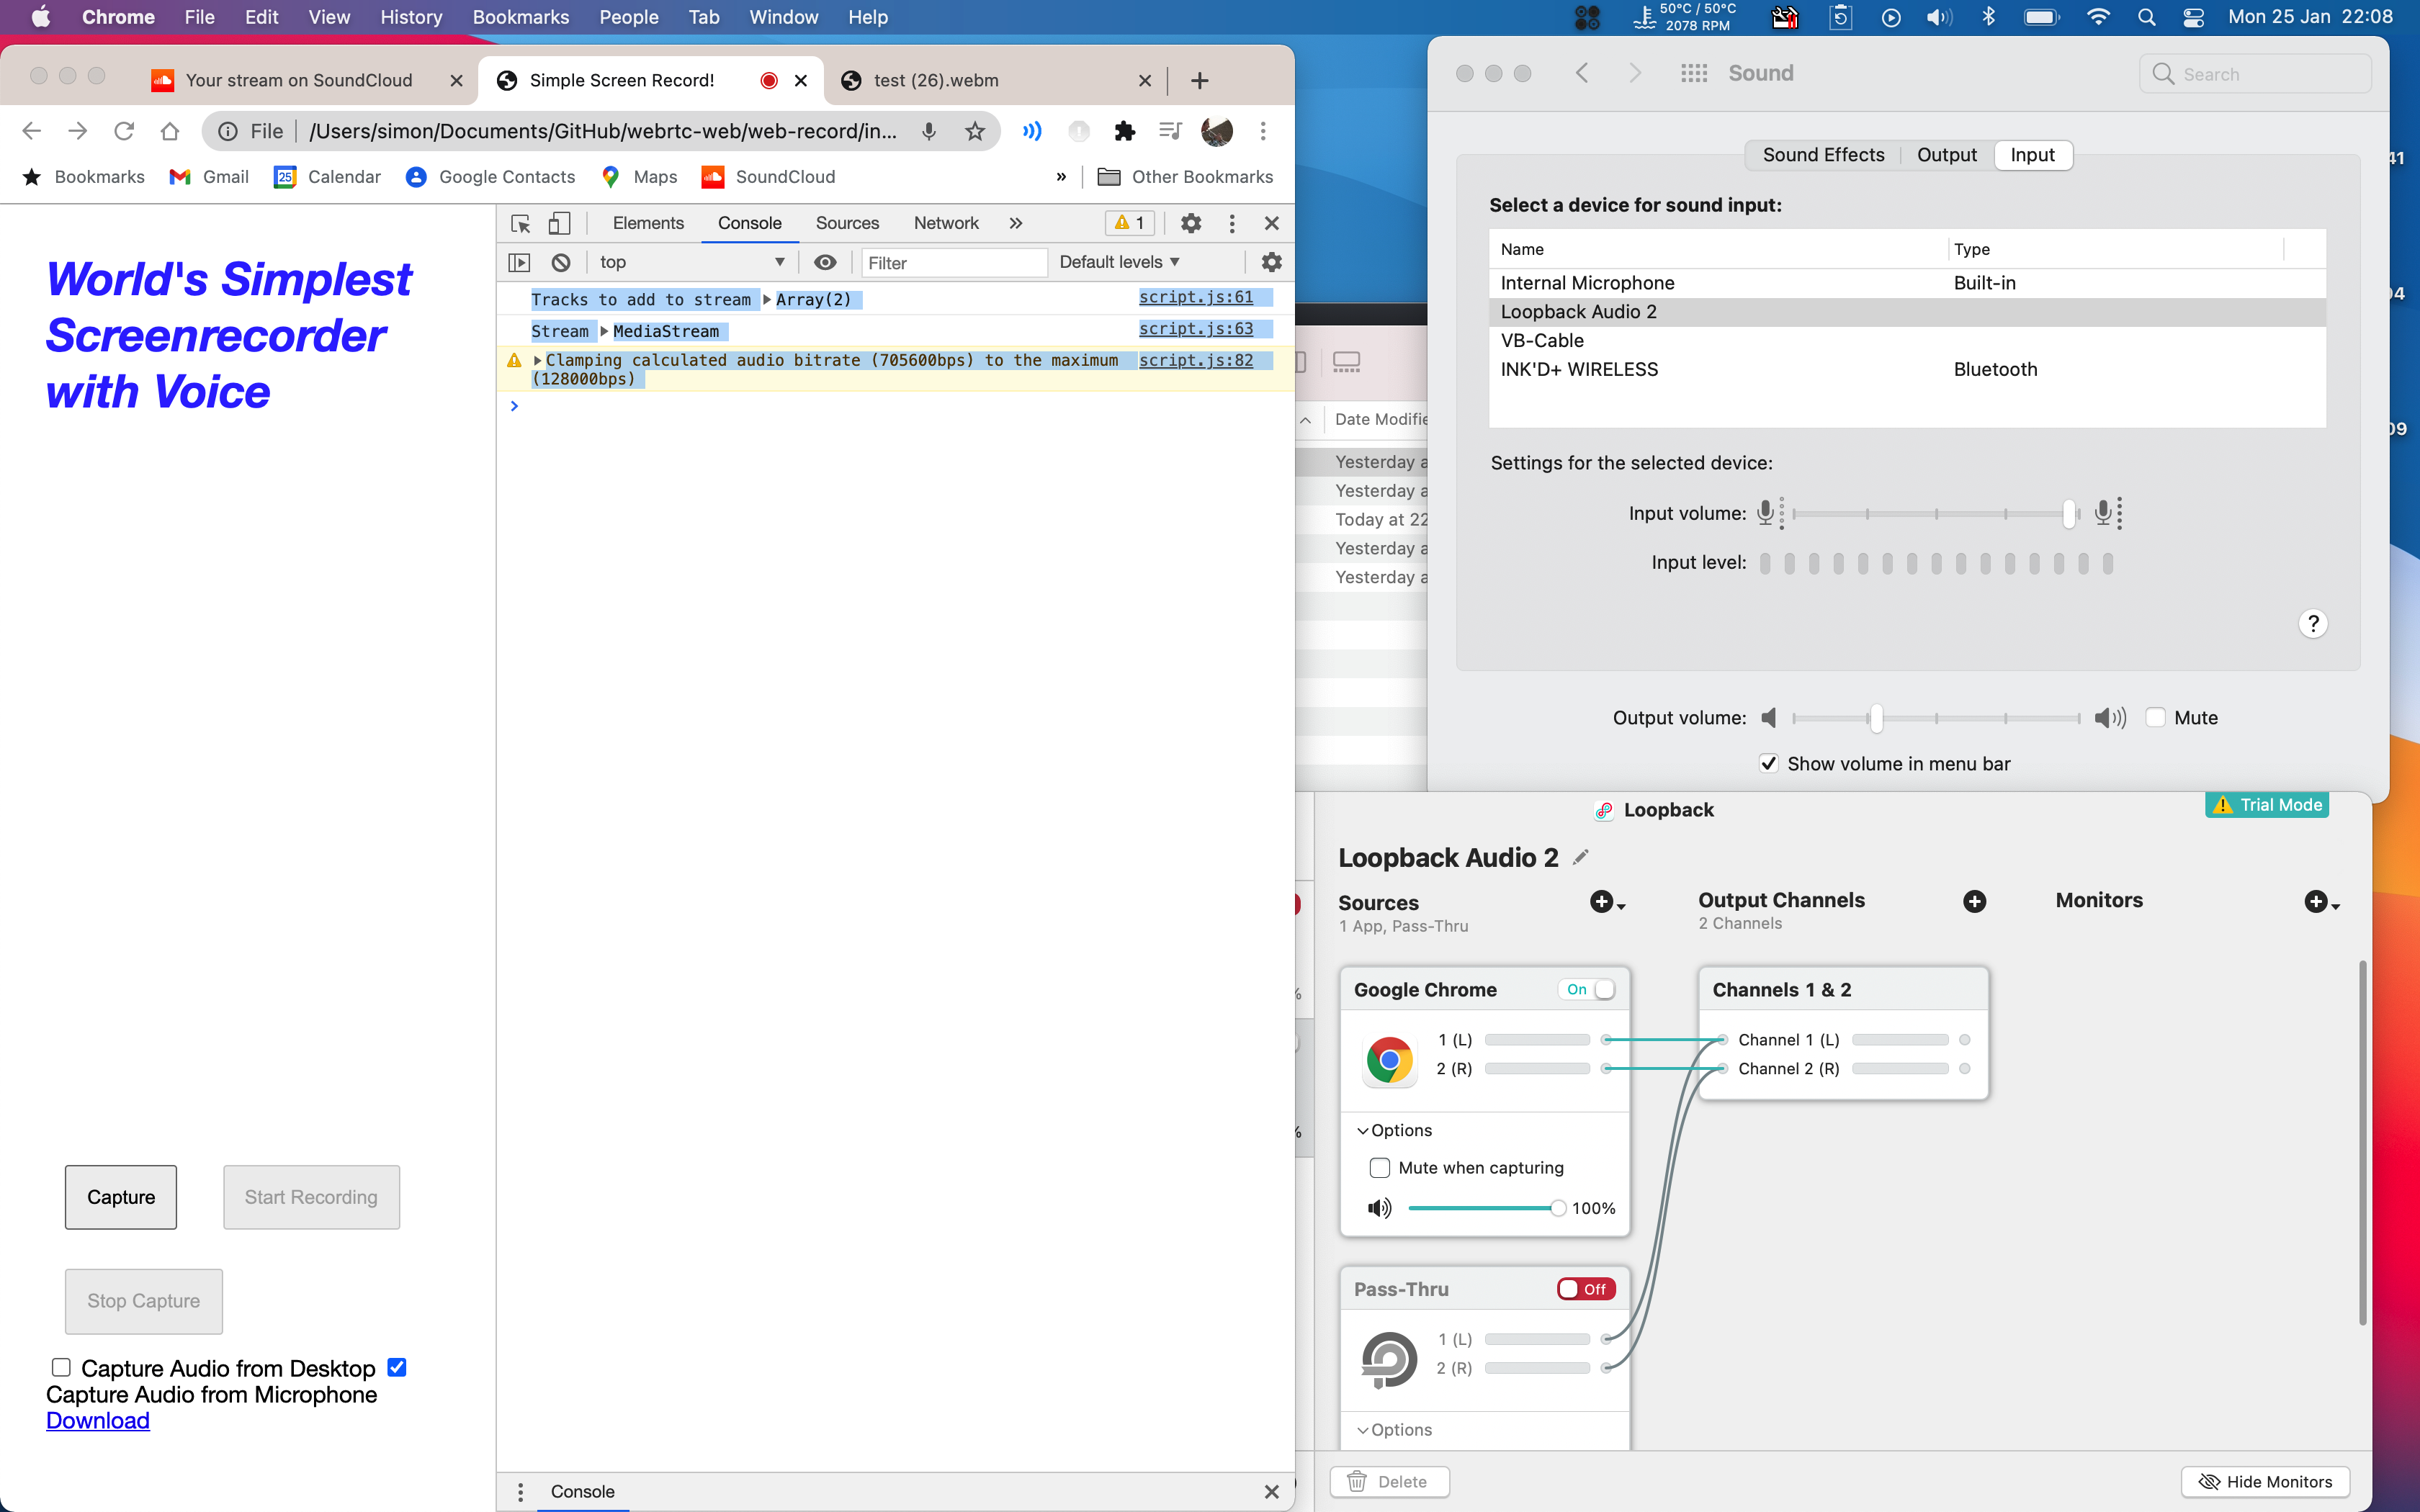 Chrome File Edit View History Bookmarks People Tab Window Help
50°C / 50°C
2078 RPM
Mon 25 Jan 22:08
Your stream on SoundCloud
Simple Screen Record!
test (26).webm
File /Users/simon/Documents/GitHub/webrtc-web/web-record/in...
Bookmarks Gmail 25 Calendar Google Contacts Maps SoundCloud » Other Bookmarks
World's Simplest
Screenrecorder
with Voice
Capture
Start Recording
Stop Capture
Capture Audio from Desktop
Capture Audio from Microphone
Download
Elements Console Sources Network » 1
top Filter Default levels
Tracks to add to stream Array(2) script.js:61
Stream MediaStream script.js:63
Clamping calculated audio bitrate (705600bps) to the maximum script.js:82
(128000bps)
Console
Date Modifie
Yesterday a
Yesterday a
Today at 22
Yesterday a
Yesterday a
Sound
Search
Sound Effects Output Input
Select a device for sound input:
Name Type
Internal Microphone Built-in
Loopback Audio 2
VB-Cable
INK'D+ WIRELESS Bluetooth
Settings for the selected device:
Input volume:
Input level:
?
Output volume: Mute
Show volume in menu bar
41
04
09
Loopback
Trial Mode
Loopback Audio 2
Sources
1 App, Pass-Thru
Output Channels
2 Channels
Monitors
Google Chrome On
1 (L)
2 (R)
Options
Mute when capturing
100%
Channels 1 & 2
Channel 1 (L)
Channel 2 (R)
Pass-Thru Off
1 (L)
2 (R)
Options
%
%
Delete
Hide Monitors